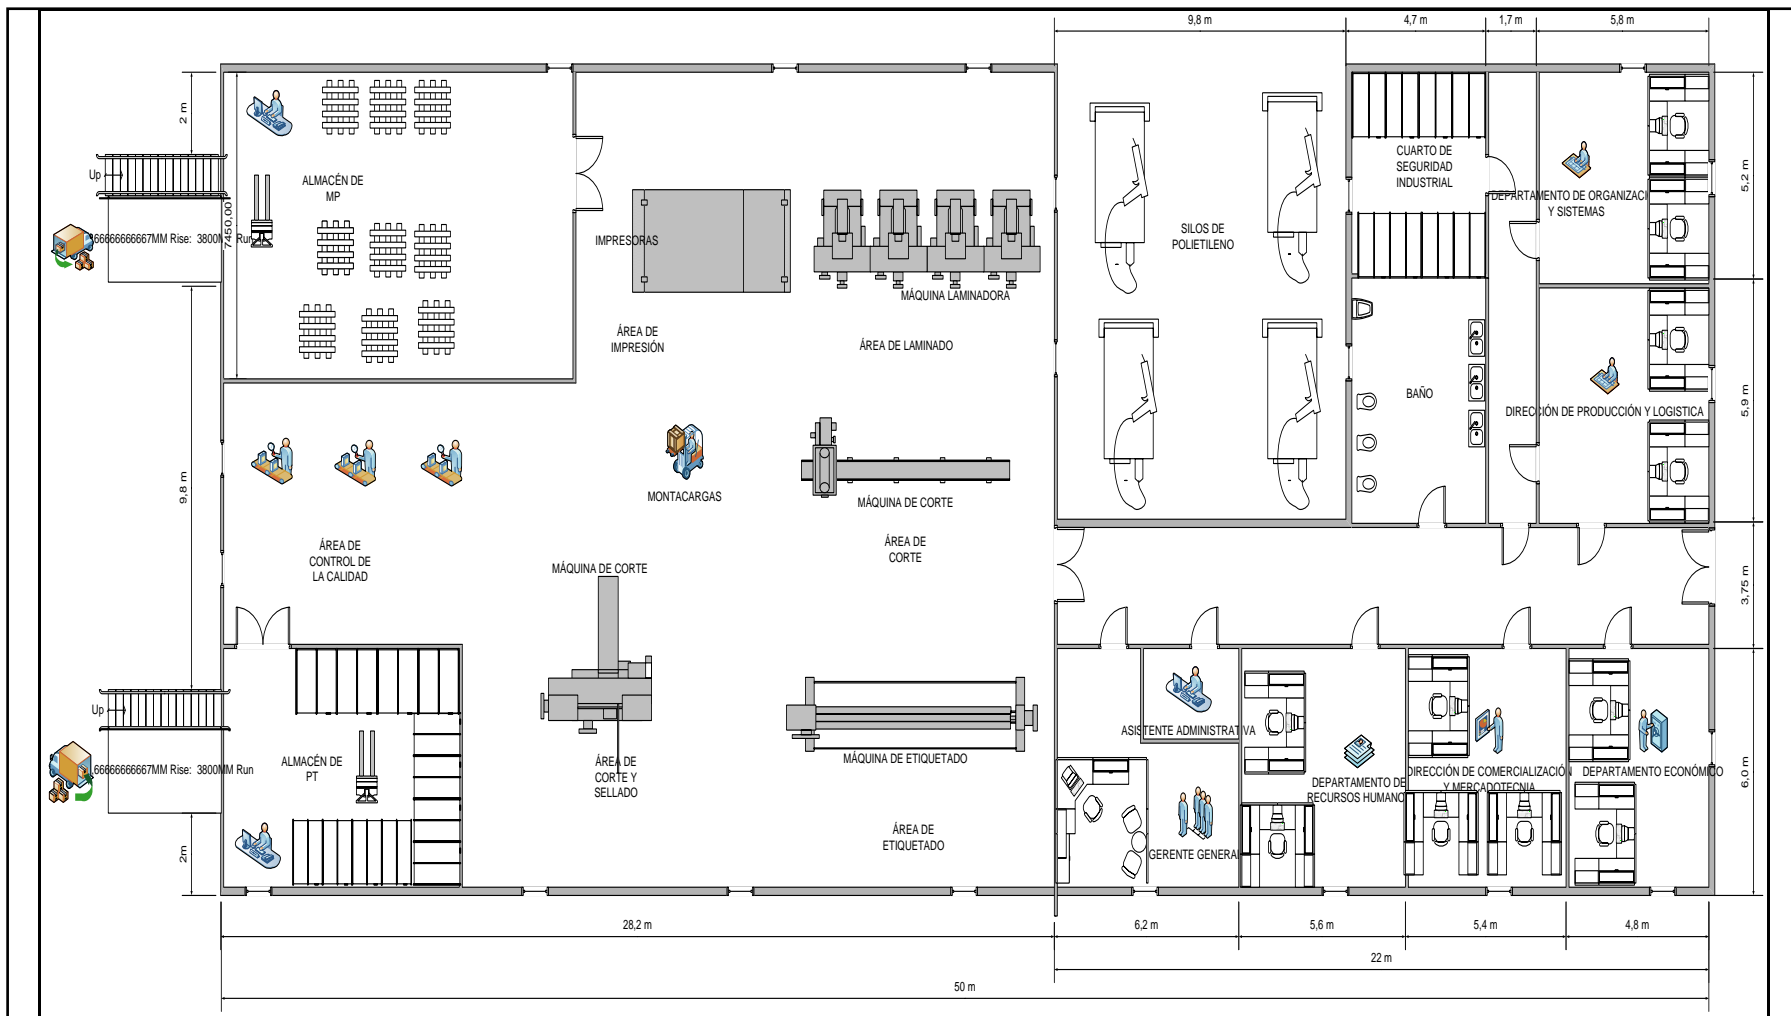 9,8 m
4,7 m
1,7 m
5,8 m
2 m
Up
66666666667MM Rise: 3800MM Run
7450,00
ALMACÉN DE
MP
IMPRESORAS
MÁQUINA LAMINADORA
ÁREA DE
IMPRESIÓN
ÁREA DE LAMINADO
SILOS DE
POLIETILENO
CUARTO DE
SEGURIDAD
INDUSTRIAL
DEPARTAMENTO DE ORGANIZACI
Y SISTEMAS
5,2 m
BAÑO
DIRECCIÓN DE PRODUCCIÓN Y LOGISTICA
5,9 m
9,8 m
MONTACARGAS
MÁQUINA DE CORTE
ÁREA DE
CORTE
ÁREA DE
CONTROL DE
LA CALIDAD
MÁQUINA DE CORTE
3,75 m
Up
66666666667MM Rise: 3800MM Run
ALMACÉN DE
PT
ÁREA DE
CORTE Y
SELLADO
MÁQUINA DE ETIQUETADO
ÁREA DE
ETIQUETADO
ASISTENTE ADMINISTRATIVA
GERENTE GENERAL
DEPARTAMENTO DE
RECURSOS HUMANO
DIRECCIÓN DE COMERCIALIZACIÓN
Y MERCADOTECNIA
DEPARTAMENTO ECONÓMICO
6,0 m
2m
28,2 m
6,2 m
5,6 m
5,4 m
4,8 m
22 m
50 m